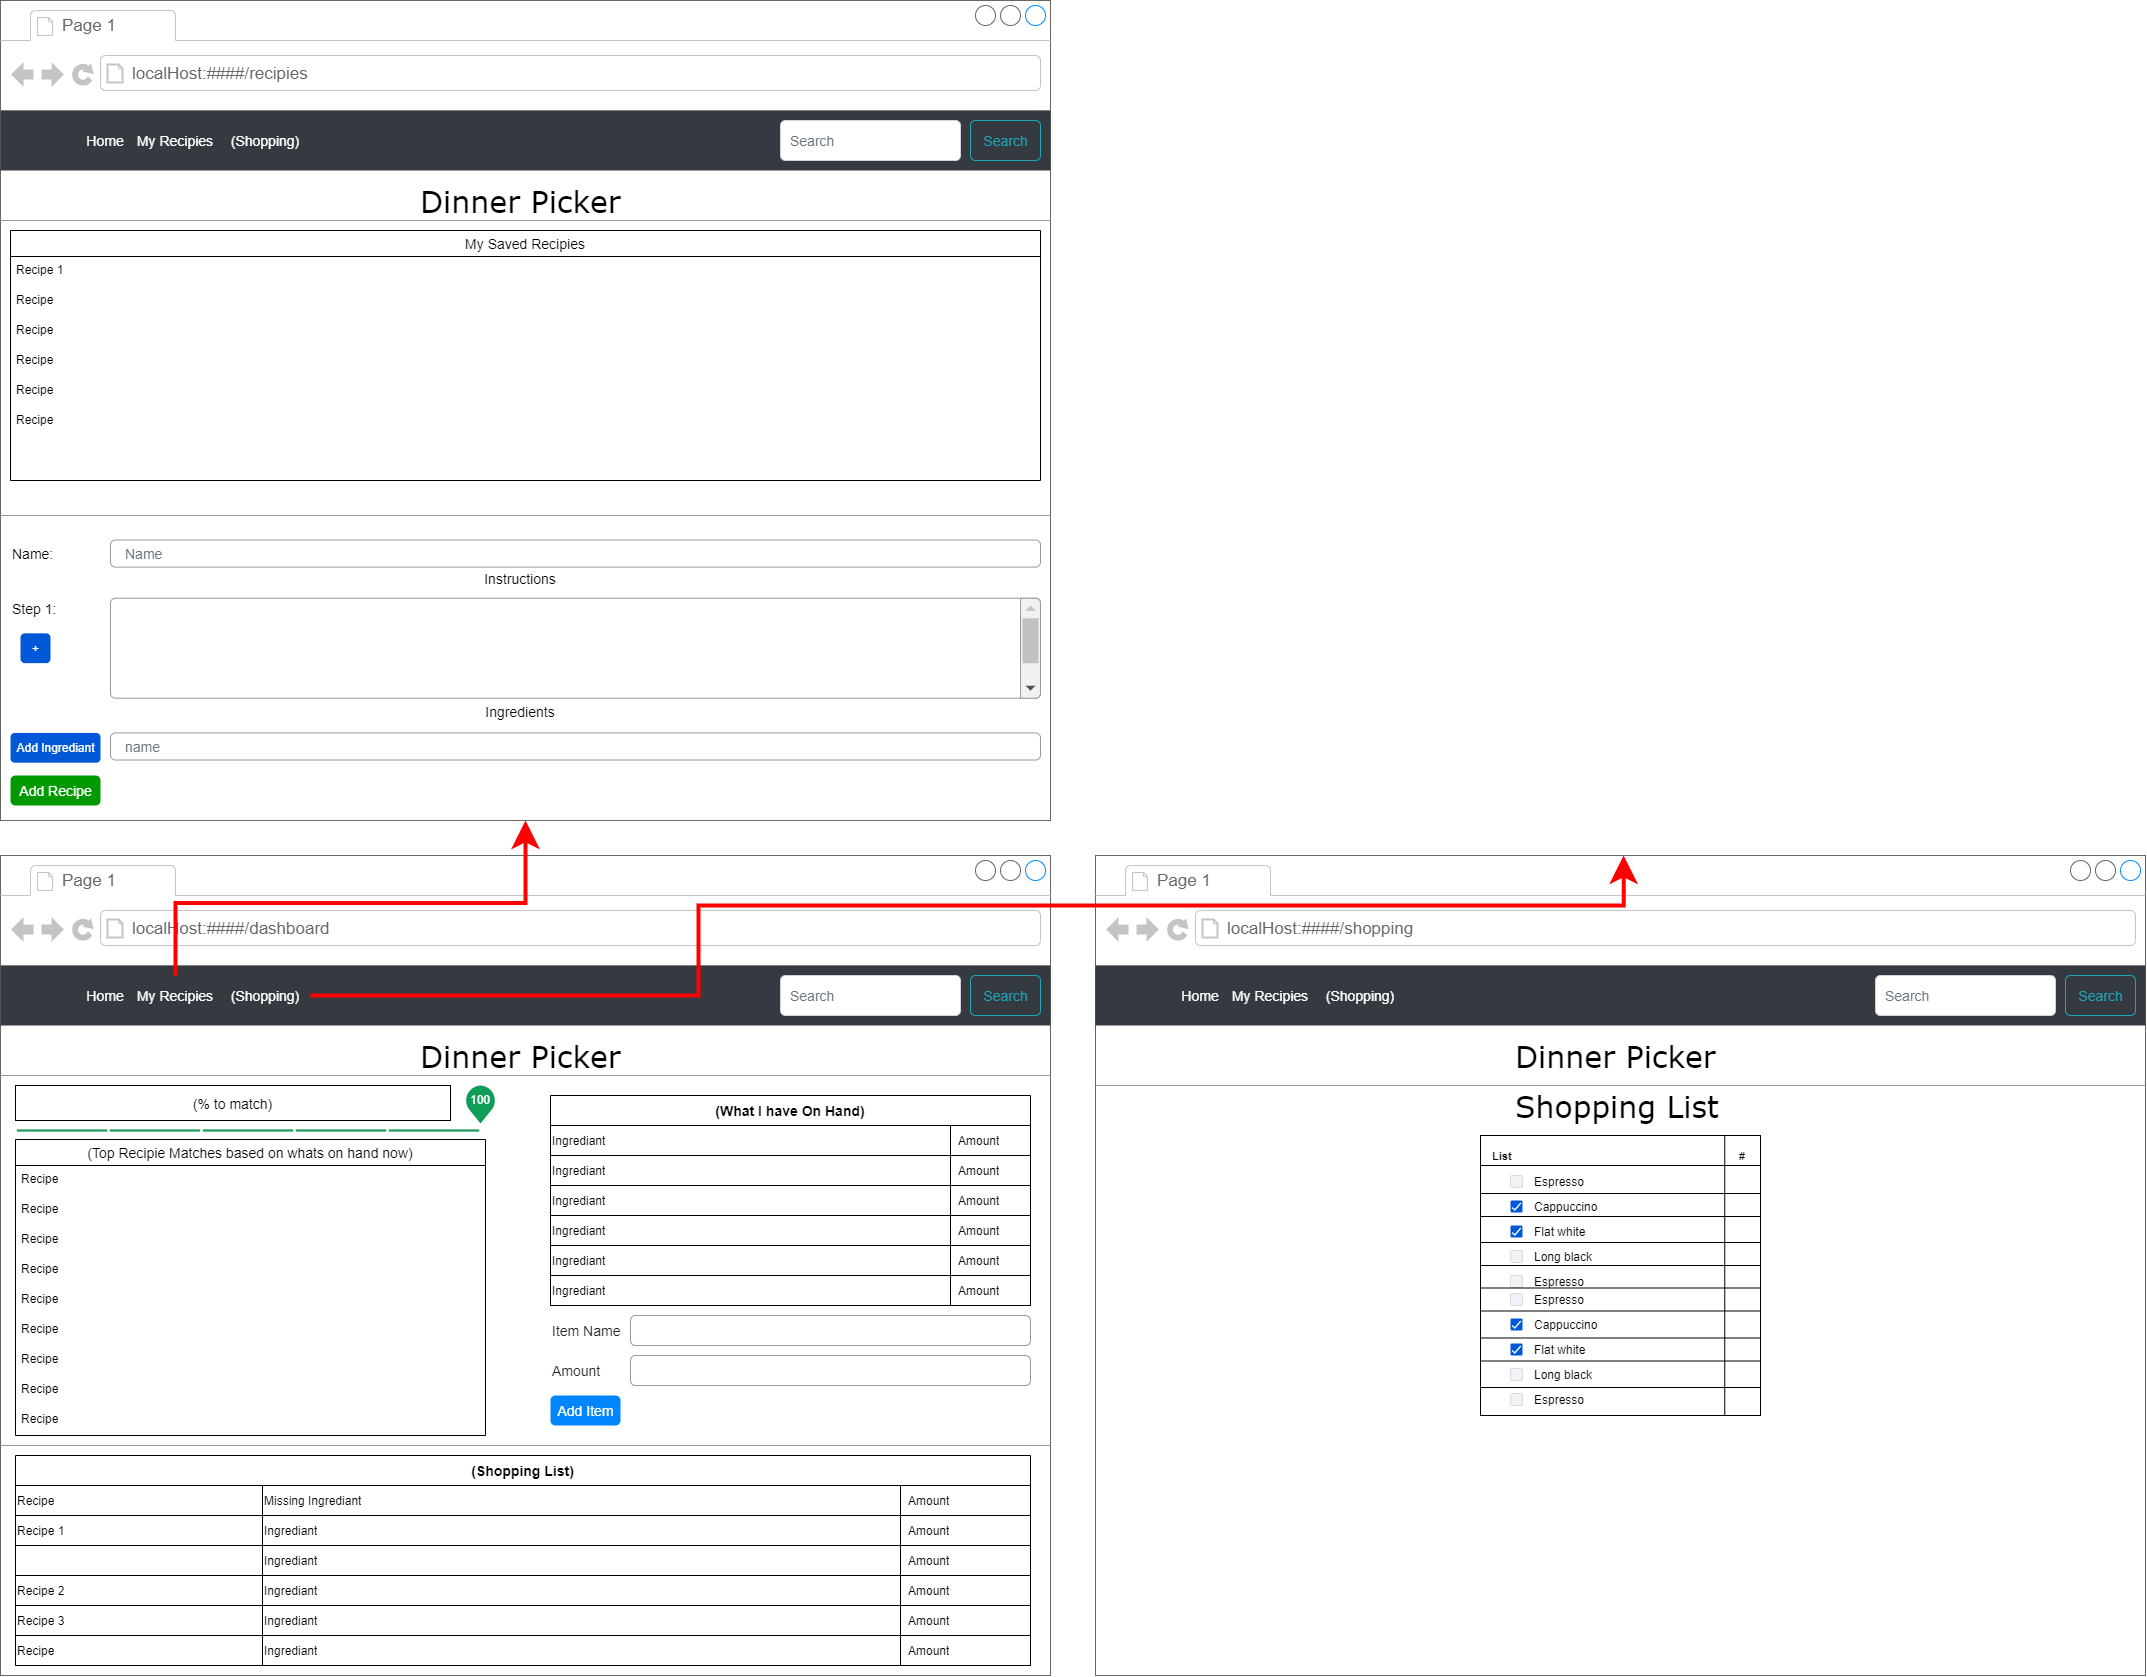 Page 1
localHost:####/recipies
Home My Recipies (Shopping) Search Search
Dinner Picker
My Saved Recipies
Recipe 1
Recipe
Recipe
Recipe
Recipe
Recipe
Name: Name
Instructions
Step 1:
+
Ingredients
Add Ingrediant name
Add Recipe
Page 1
localHost:####/dashboard
Home My Recipies (Shopping) Search Search
Dinner Picker
(% to match) 100
(Top Recipie Matches based on whats on hand now)
Recipe
Recipe
Recipe
Recipe
Recipe
Recipe
Recipe
Recipe
Recipe
(What I have On Hand)
Ingrediant Amount
Ingrediant Amount
Ingrediant Amount
Ingrediant Amount
Ingrediant Amount
Ingrediant Amount
Item Name
Amount
Add Item
(Shopping List)
Recipe Missing Ingrediant Amount
Recipe 1 Ingrediant Amount
Ingrediant Amount
Recipe 2 Ingrediant Amount
Recipe 3 Ingrediant Amount
Recipe Ingrediant Amount
Page 1
localHost:####/shopping
Home My Recipies (Shopping) Search Search
Dinner Picker
Shopping List
List #
Espresso
Cappuccino
Flat white
Long black
Espresso
Espresso
Cappuccino
Flat white
Long black
Espresso